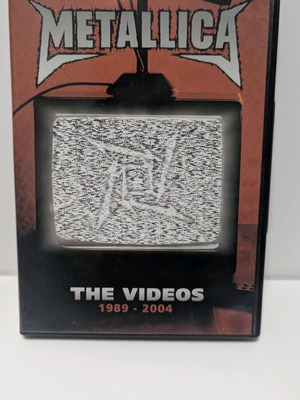 METALLICA
THE VIDEOS
1989 - 2004